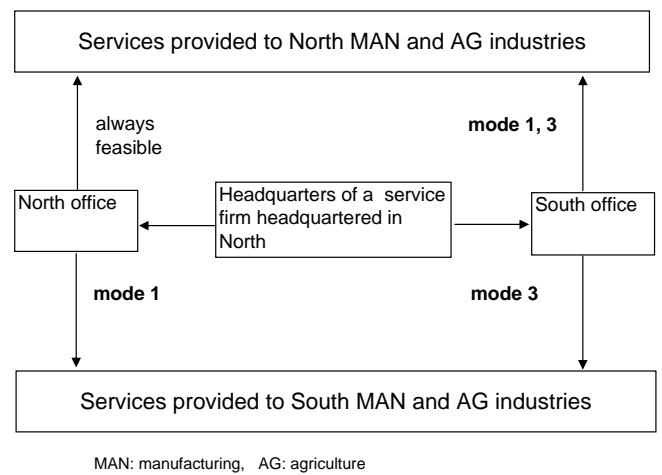 Services provided to North MAN and AG industries
always
feasible
mode 1, 3
North office
Headquarters of a service
firm headquartered in
North
South office
mode 1
mode 3
Services provided to South MAN and AG industries
MAN: manufacturing, AG: agriculture